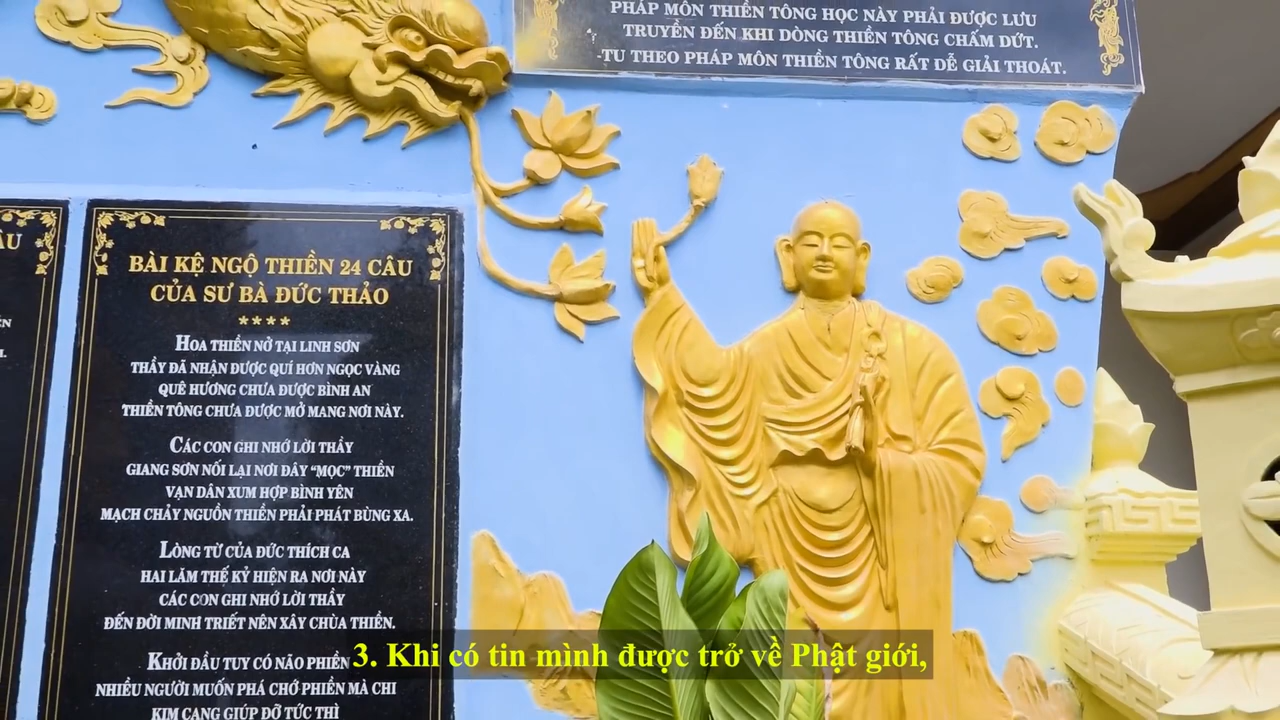 PHÁP MÔN THIỀN TÔNG HỌC NÀY PHẢI ĐƯỢC LƯU
TRUYỀN ĐẾN KHI DÒNG THIỀN TÔNG CHẤM DỨT.
-TU THEO PHÁP MÔN THIỀN TÔNG RẤT DỄ GIẢI THOÁT.
BÀI KỆ NGỘ THIỀN 24 CÂU
CỦA SƯ BÀ ĐỨC THẢO
****
HOA THIỀN NỞ TẠI LINH SƠN
THẦY ĐÃ NHẬN ĐƯỢC QUÍ HƠN NGỌC VÀNG
QUÊ HƯƠNG CHƯA ĐƯỢC BÌNH AN
THIỀN TÔNG CHƯA ĐƯỢC MỞ MANG NƠI NÀY.
CÁC CON GHI NHỚ LỜI THẦY
GIANG SƠN NỐI LẠI NƠI ĐÂY “MỌC” THIỀN
VẠN DÂN XUM HỢP BÌNH YÊN
MẠCH CHẢY NGUỒN THIỀN PHẢI PHÁT BÙNG XA.
LÒNG TỪ CỦA ĐỨC THÍCH CA
HAI LĂM THẾ KỶ HIỆN RA NƠI NÀY
CÁC CON GHI NHỚ LỜI THẦY
ĐẾN ĐỜI MINH TRIẾT NÊN XÂY CHÙA THIỀN.
KHỞI ĐẦU TUY CÓ NÃO PHIỀN
NHIỀU NGƯỜI MUỐN PHÁ CHỚ PHIỀN MÀ CHI
KIM CANG GIÚP ĐỠ TỨC THÌ
3. Khi có tin mình được trở về Phật giới,